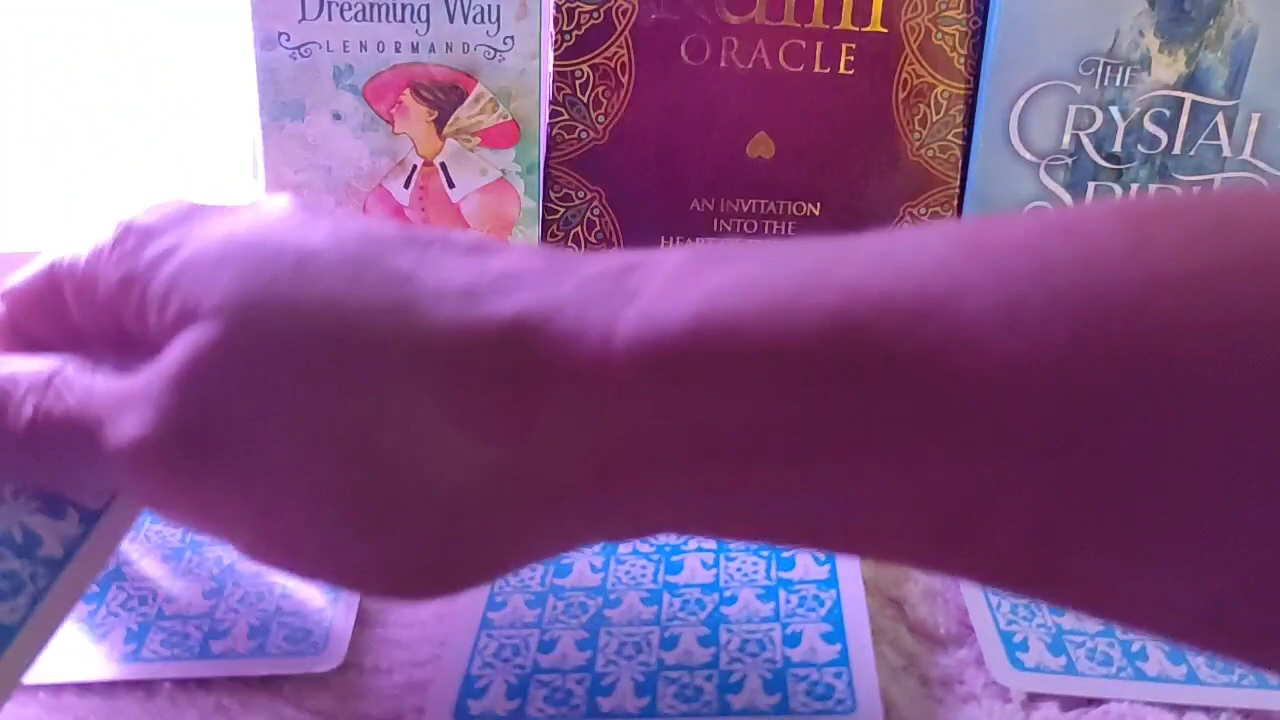 Dreaming Way
LENORMAND
ORACLE
AN INVITATION
INTO THE
THE
CRYSTAL